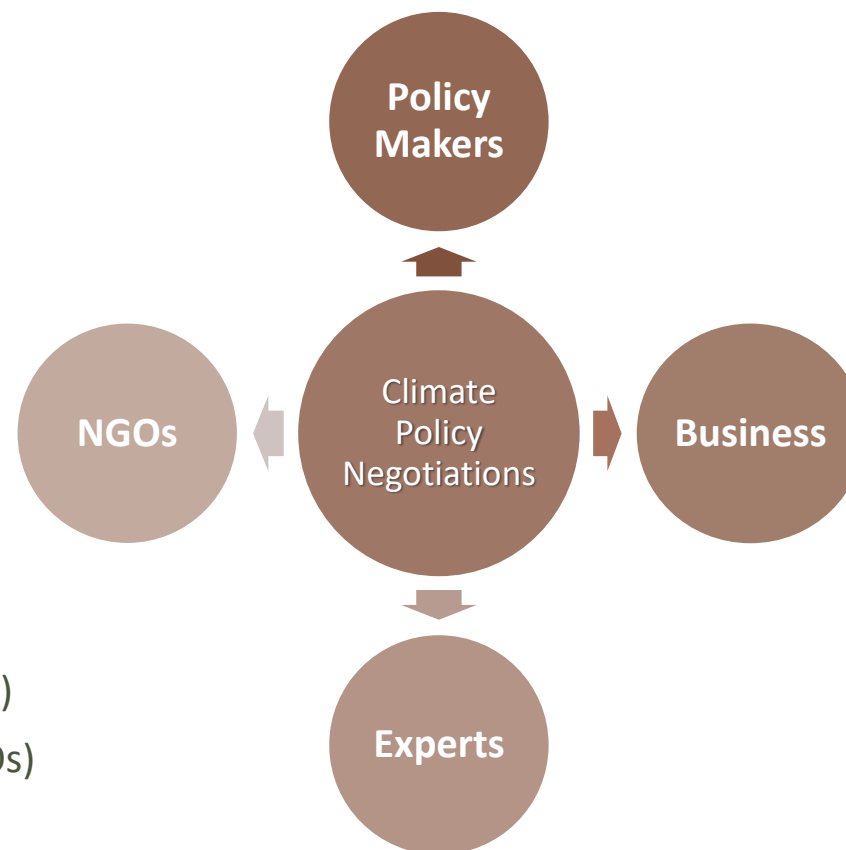 Policy
Makers
Climate
Policy
Negotiations
NGOs
Business
)
s)
Experts